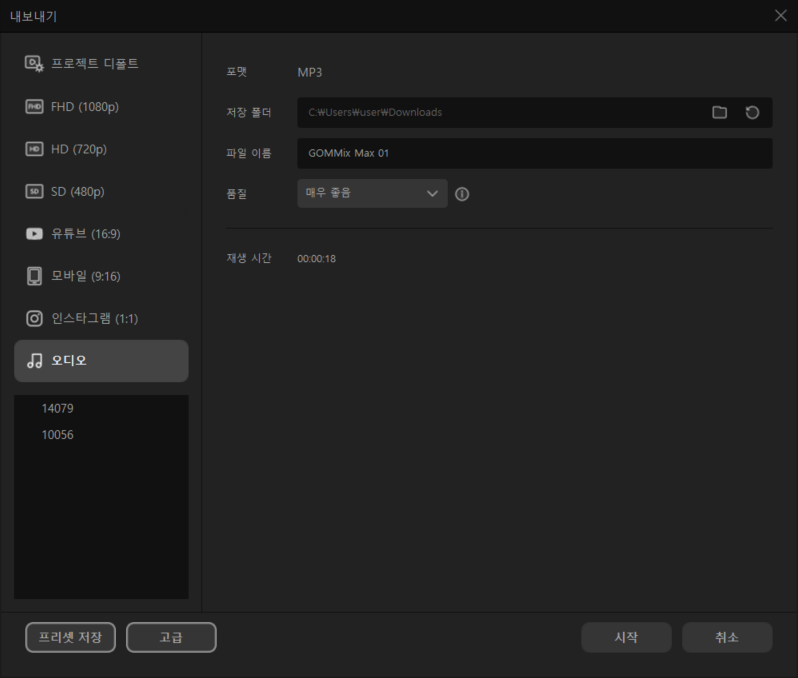 내보내기
프로젝트 디폴트
FHD FHD (1080p)
HD HD (720p)
SD SD (480p)
유튜브 (16:9)
모바일 (9:16)
인스타그램 (1:1)
오디오
14079
10056
포맷 MP3
저장 폴더 C:₩Users₩user₩Downloads
파일 이름 GOMMix Max 01
품질 매우 좋음
재생 시간 00:00:18
프리셋 저장 고급 시작 취소